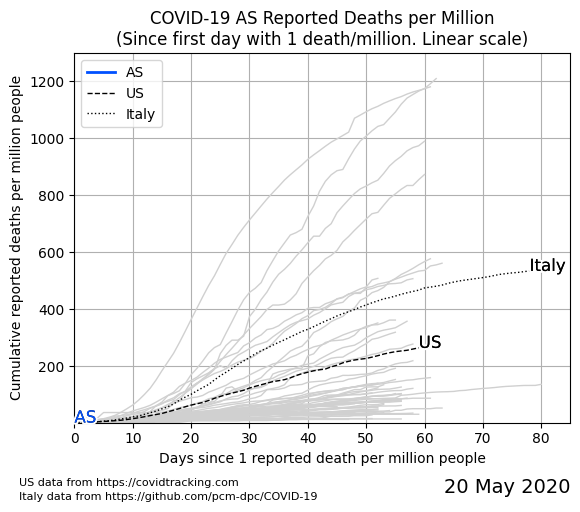 COVID-19 AS Reported Deaths per Million
(Since first day with 1 death/million. Linear scale)
Cumulative reported deaths per million people
1200
1000
800
600
400
200
AS
US
Italy
Italy
US
AS
0 10 20 30 40 50 60 70 80
Days since 1 reported death per million people
US data from https://covidtracking.com
Italy data from https://github.com/pcm-dpc/COVID-19
20 May 2020